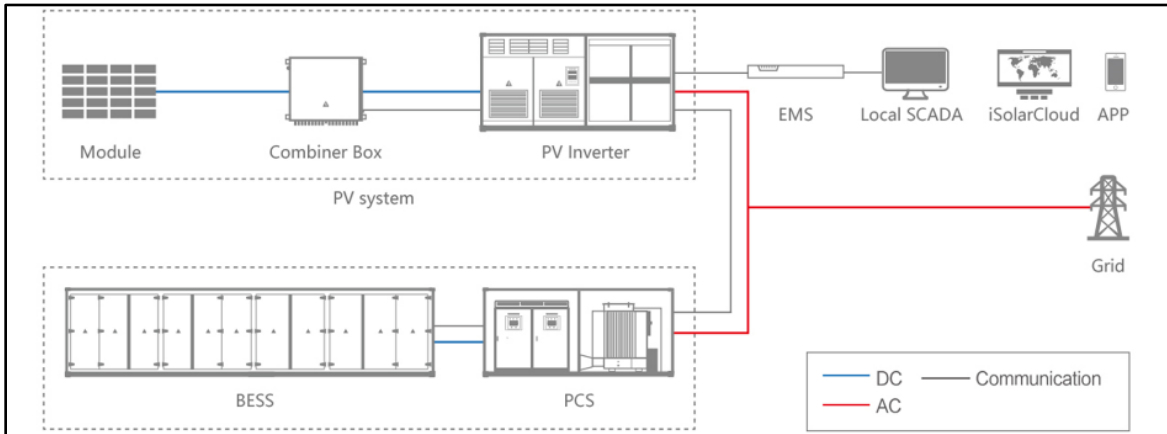 Module
Combiner Box
PV Inverter
EMS
Local SCADA
iSolarCloud
APP
PV system
Grid
BESS
PCS
DC
Communication
AC